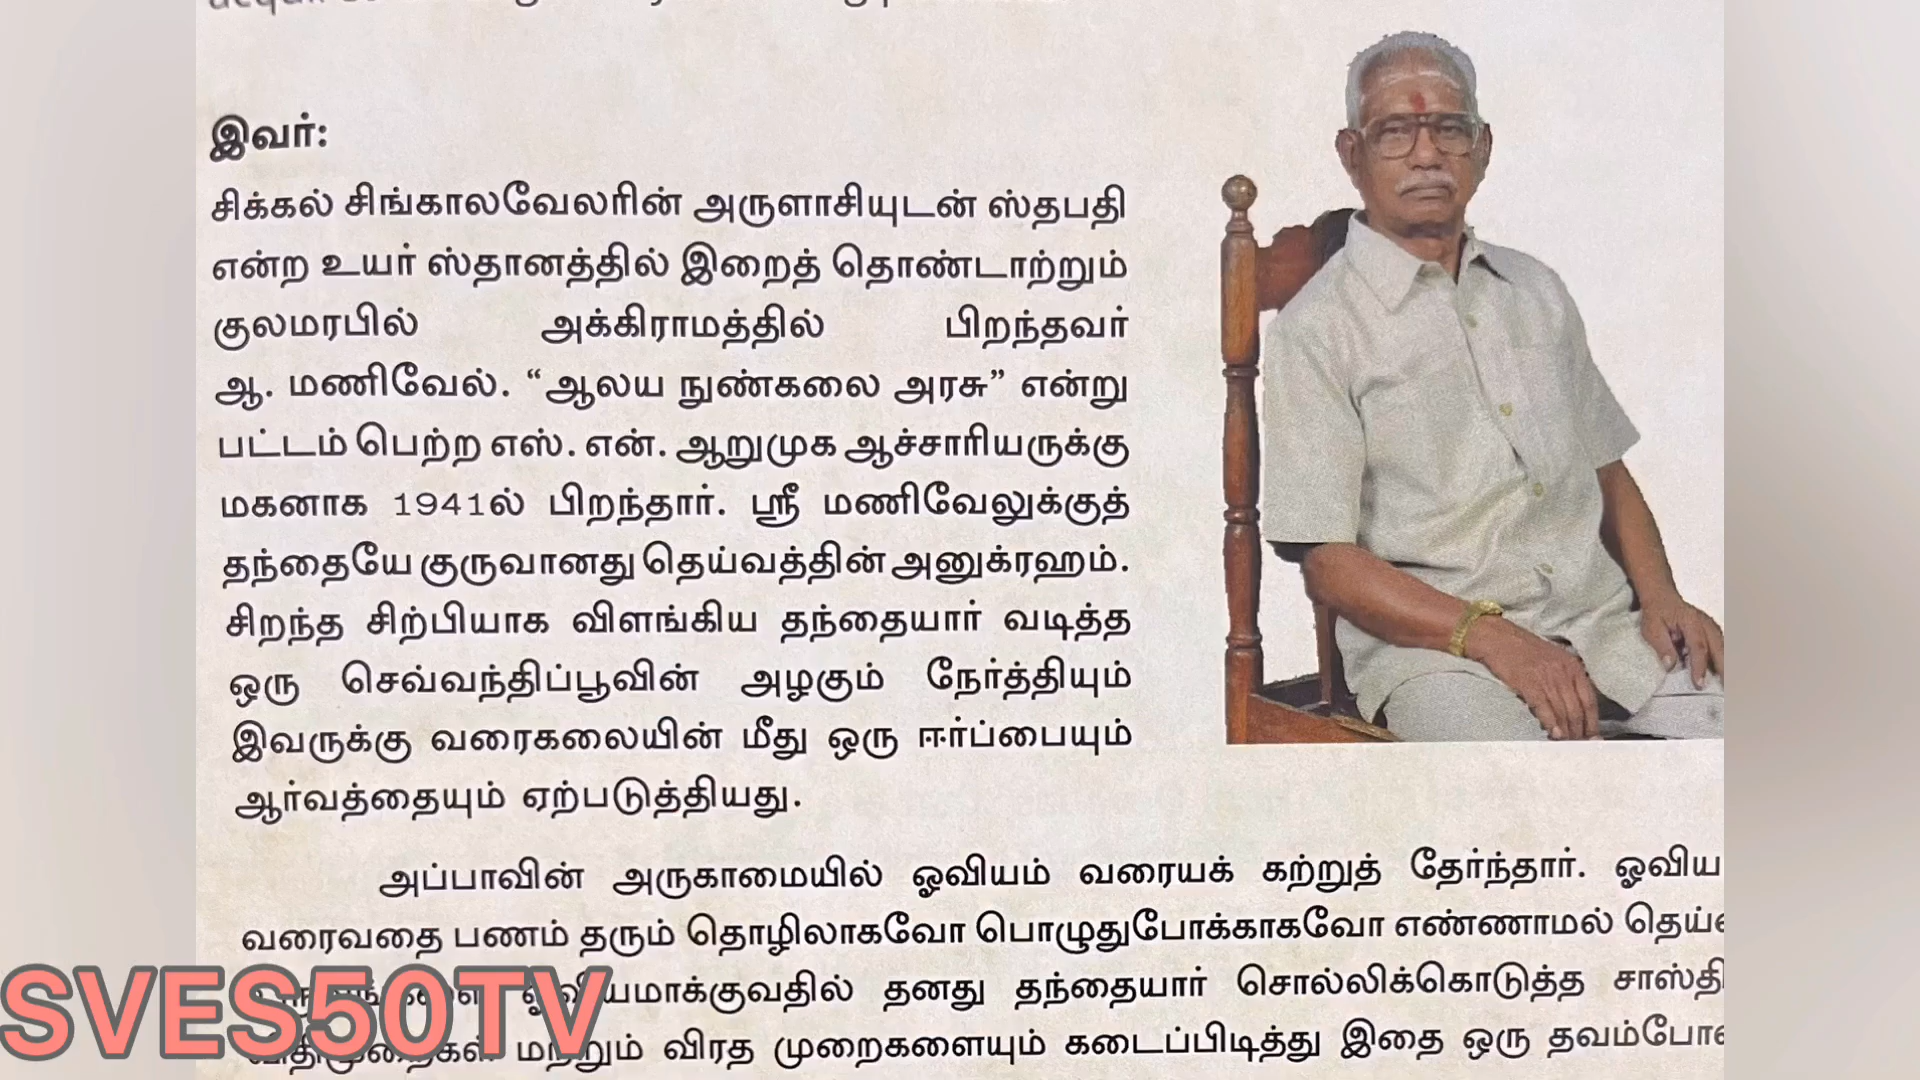 இவர்:
சிக்கல் சிங்காலவேலரின் அருளாசியுடன் ஸ்தபதி
என்ற உயர் ஸ்தானத்தில் இறைத் தொண்டாற்றும்
குலமரபில் அக்கிராமத்தில் பிறந்தவர்
ஆ. மணிவேல். “ஆலய நுண்கலை அரசு” என்று
பட்டம் பெற்ற எஸ். என். ஆறுமுக ஆச்சாரியருக்கு
மகனாக 1941ல் பிறந்தார். ஸ்ரீ மணிவேலுக்குத்
தந்தையே குருவானது தெய்வத்தின் அனுக்ரஹம்.
சிறந்த சிற்பியாக விளங்கிய தந்தையார் வடித்த
ஒரு செவ்வந்திப்பூவின் அழகும் நேர்த்தியும்
இவருக்கு வரைகலையின் மீது ஒரு ஈர்ப்பையும்
ஆர்வத்தையும் ஏற்படுத்தியது.
அப்பாவின் அருகாமையில் ஓவியம் வரையக் கற்றுத் தேர்ந்தார். ஓவிய
வரைவதை பணம் தரும் தொழிலாகவோ பொழுதுபோக்காகவோ எண்ணாமல்
தனது தந்தையார் சொல்லிக்கொடுத்த
மற்றும் விரத முறைகளையும் கடைப்பிடித்து இதை ஒரு
SVES50TV